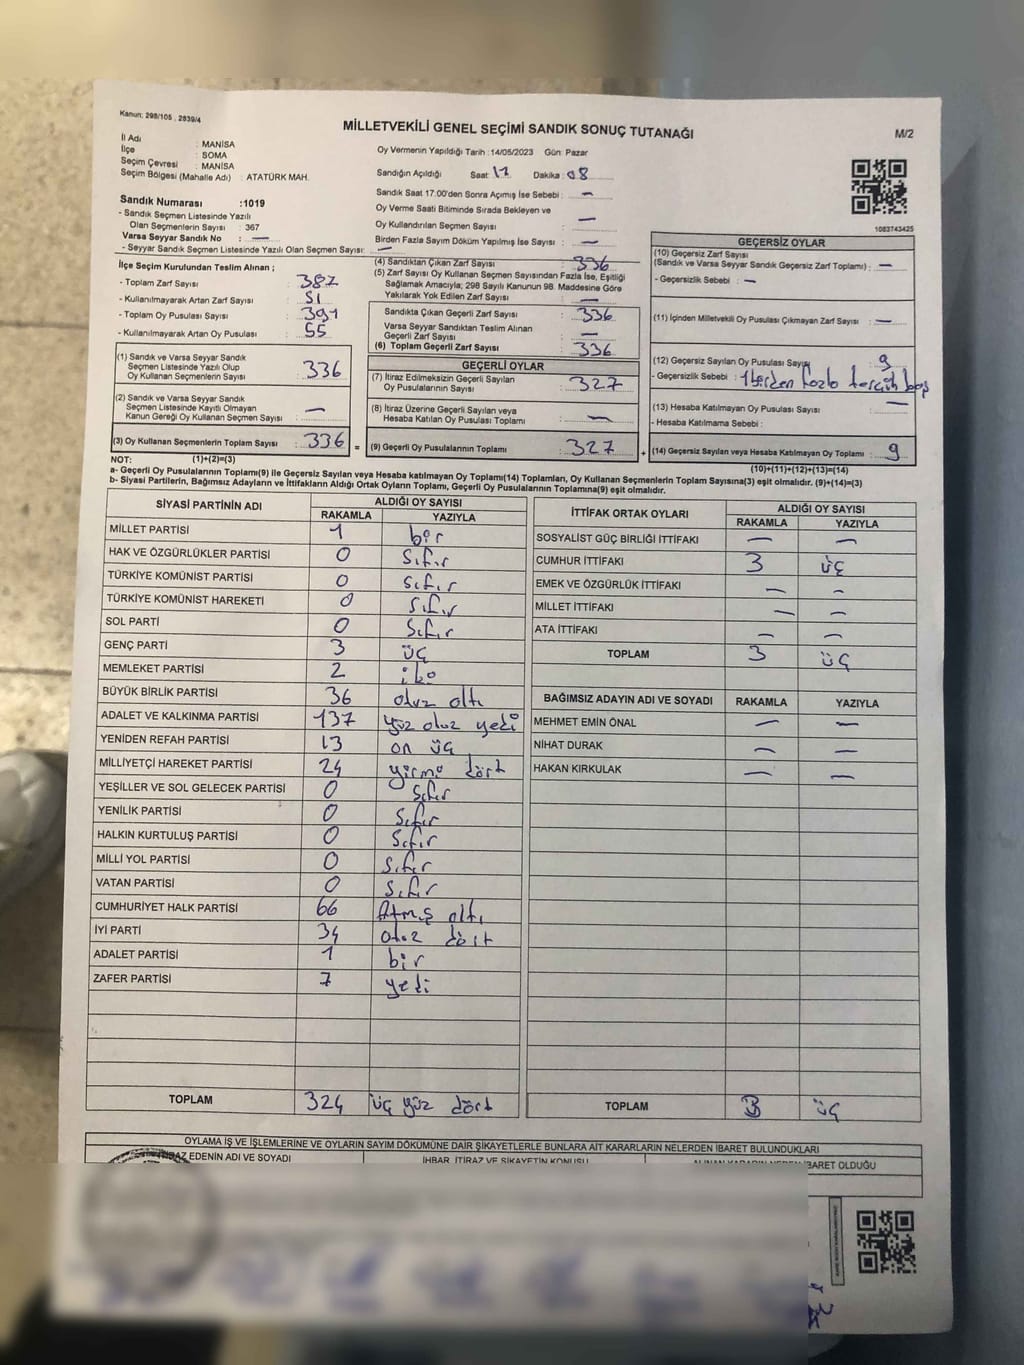 Kanun: 298/105 , 2839/4
MİLLETVEKİLİ GENEL SEÇİMİ SANDIK SONUÇ TUTANAĞI
M/2
İl Adı : MANİSA
İlçe : SOMA
Seçim Çevresi : MANİSA
Seçim Bölgesi (Mahalle Adı) : ATATÜRK MAH.
Sandık Numarası :1019
- Sandık Seçmen Listesinde Yazılı
Olan Seçmenlerin Sayısı : 367
Varsa Seyyar Sandık No : —
- Seyyar Sandık Seçmen Listesinde Yazılı Olan Seçmen Sayısı: —
Oy Vermenin Yapıldığı Tarih :14/05/2023 Gün: Pazar
Sandığın Açıldığı Saat: 17 Dakika: 08
Sandık Saat 17:00'den Sonra Açımış İse Sebebi : —
Oy Verme Saati Bitiminde Sırada Bekleyen ve
Oy Kullandırılan Seçmen Sayısı : —
Birden Fazla Sayım Döküm Yapılmış İse Sayısı : —
1083743425
İlçe Seçim Kurulundan Teslim Alınan ;
- Toplam Zarf Sayısı : 387
- Kullanılmayarak Artan Zarf Sayısı : 51
- Toplam Oy Pusulası Sayısı : 391
- Kullanılmayarak Artan Oy Pusulası : 55
(4) Sandıktan Çıkan Zarf Sayısı : 336
(5) Zarf Sayısı Oy Kullanan Seçmen Sayısından Fazla İse, Eşitliği
Sağlamak Amacıyla; 298 Sayılı Kanunun 98. Maddesine Göre
Yakılarak Yok Edilen Zarf Sayısı : —
Sandıkta Çıkan Geçerli Zarf Sayısı : 336
Varsa Seyyar Sandıktan Teslim Alınan
Geçerli Zarf Sayısı : —
(6) Toplam Geçerli Zarf Sayısı : 336
GEÇERSİZ OYLAR
(10) Geçersiz Zarf Sayısı
(Sandık ve Varsa Seyyar Sandık Geçersiz Zarf Toplamı) : —
- Geçersizlik Sebebi : —
(11) İçinden Milletvekili Oy Pusulası Çıkmayan Zarf Sayısı : —
(12) Geçersiz Sayılan Oy Pusulası Sayısı : 9
- Geçersizlik Sebebi : 1 birden fazla tercih
(13) Hesaba Katılmayan Oy Pusulası Sayısı : —
- Hesaba Katılmama Sebebi :
(14) Geçersiz Sayılan veya Hesaba Katılmayan Oy Toplamı : 9
(1) Sandık ve Varsa Seyyar Sandık
Seçmen Listesinde Yazılı Olup
Oy Kullanan Seçmenlerin Sayısı : 336
(2) Sandık ve Varsa Seyyar Sandık
Seçmen Listesinde Kayıtlı Olmayan
Kanun Gereği Oy Kullanan Seçmen Sayısı : —
(3) Oy Kullanan Seçmenlerin Toplam Sayısı : 336 =
GEÇERLİ OYLAR
(7) İtiraz Edilmeksizin Geçerli Sayılan
Oy Pusulalarının Sayısı : 327
(8) İtiraz Üzerine Geçerli Sayılan veya
Hesaba Katılan Oy Pusulası Toplamı : —
(9) Geçerli Oy Pusulalarının Toplamı : 327 +
NOT: (1)+(2)=(3) (10)+(11)+(12)+(13)=(14)
a- Geçerli Oy Pusulalarının Toplamı(9) ile Geçersiz Sayılan veya Hesaba katılmayan Oy Toplamı(14) Toplamları, Oy Kullanan Seçmenlerin Toplam Sayısına(3) eşit olmalıdır. (9)+(14)=(3)
b- Siyasi Partilerin, Bağımsız Adayların ve İttifakların Aldığı Ortak Oyların Toplamı, Geçerli Oy Pusulalarının Toplamına(9) eşit olmalıdır.
SİYASİ PARTİNİN ADI ALDIĞI OY SAYISI
RAKAMLA YAZIYLA
MİLLET PARTİSİ 1 bir
HAK VE ÖZGÜRLÜKLER PARTİSİ 0 sıfır
TÜRKİYE KOMÜNİST PARTİSİ 0 sıfır
TÜRKİYE KOMÜNİST HAREKETİ 0 sıfır
SOL PARTİ 0 sıfır
GENÇ PARTİ 3 üç
MEMLEKET PARTİSİ 2 iki
BÜYÜK BİRLİK PARTİSİ 36 otuz altı
ADALET VE KALKINMA PARTİSİ 137 yüz otuz yedi
YENİDEN REFAH PARTİSİ 13 on üç
MİLLİYETÇİ HAREKET PARTİSİ 24 yirmi dört
YEŞİLLER VE SOL GELECEK PARTİSİ 0 sıfır
YENİLİK PARTİSİ 0 sıfır
HALKIN KURTULUŞ PARTİSİ 0 sıfır
MİLLİ YOL PARTİSİ 0 sıfır
VATAN PARTİSİ 0 sıfır
CUMHURİYET HALK PARTİSİ 66 Atmış altı
İYİ PARTİ 34 otuz dört
ADALET PARTİSİ 1 bir
ZAFER PARTİSİ 7 yedi
TOPLAM 324 üç yüz dört
İTTİFAK ORTAK OYLARI ALDIĞI OY SAYISI
RAKAMLA YAZIYLA
SOSYALİST GÜÇ BİRLİĞİ İTTİFAKI — —
CUMHUR İTTİFAKI 3 üç
EMEK VE ÖZGÜRLÜK İTTİFAKI — —
MİLLET İTTİFAKI — —
ATA İTTİFAKI — —
TOPLAM 3 üç
BAĞIMSIZ ADAYIN ADI VE SOYADI RAKAMLA YAZIYLA
MEHMET EMİN ÖNAL — —
NİHAT DURAK — —
HAKAN KIRKULAK — —
TOPLAM 3 üç
OYLAMA İŞ VE İŞLEMLERİNE VE OYLARIN SAYIM DÖKÜMÜNE DAİR ŞİKAYETLERLE BUNLARA AİT KARARLARIN NELERDEN İBARET BULUNDUKLARI
EDENİN ADI VE SOYADI İHBAR, İTİRAZ VE ŞİKAYETİN KONUSU ALINAN KARARIN NEDEN İBARET OLDUĞU